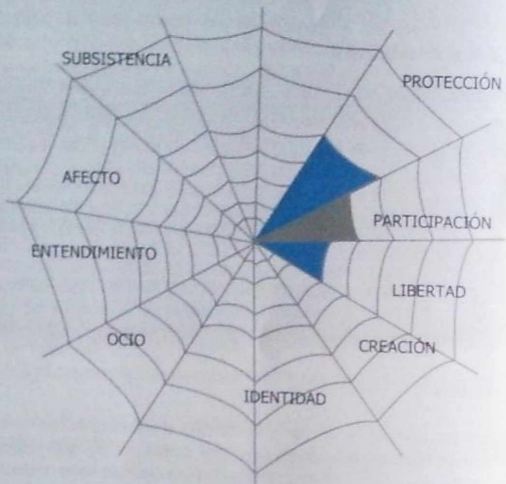 SUBSISTENCIA
PROTECCIÓN
AFECTO
PARTICIPACIÓN
ENTENDIMIENTO
LIBERTAD
OCIO
CREACIÓN
IDENTIDAD